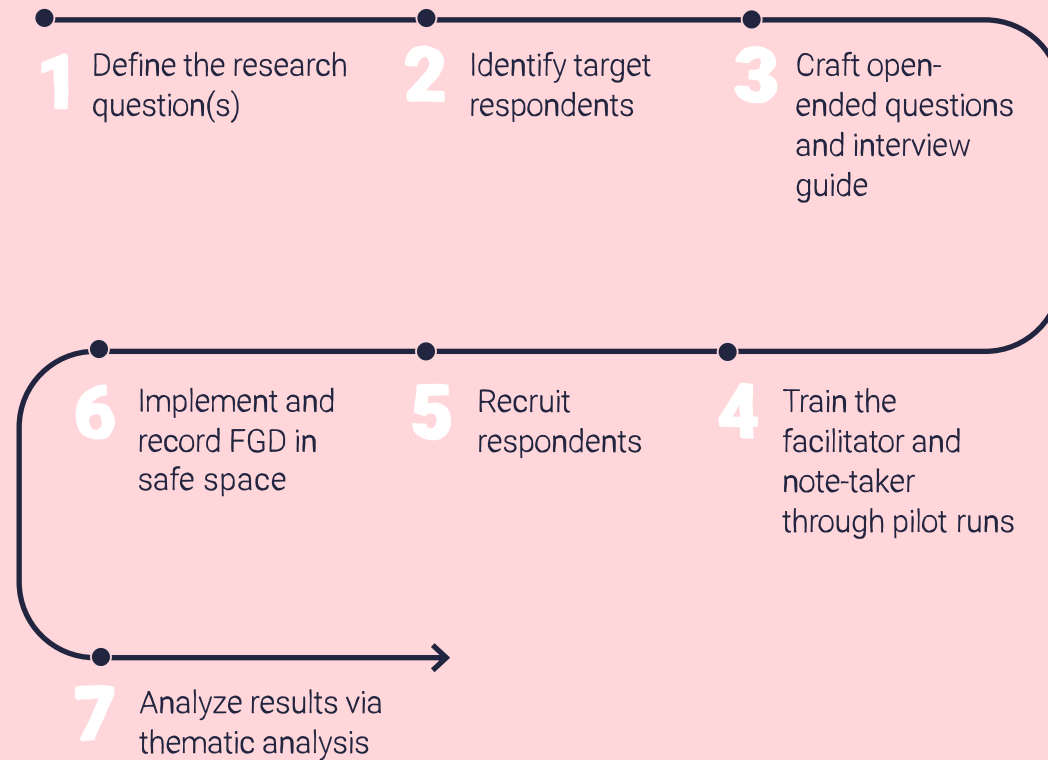 1 Define the research
question(s)
2 Identify target
respondents
3 Craft open-
ended questions
and interview
guide
4 Train the
facilitator and
note-taker
through pilot runs
5 Recruit
respondents
6 Implement and
record FGD in
safe space
7 Analyze results via
thematic analysis